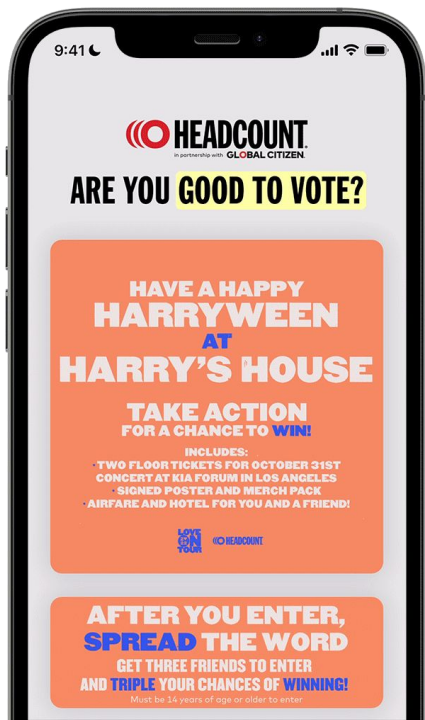 9:41
HEADCOUNT.
in partnership with GLOBAL CITIZEN.
ARE YOU GOOD TO VOTE?
HAVE A HAPPY
HARRYWEEN
AT
HARRY'S HOUSE
TAKE ACTION
FOR A CHANCE TO WIN!
INCLUDES:
• TWO FLOOR TICKETS FOR OCTOBER 31ST
CONCERT AT KIA FORUM IN LOS ANGELES
• SIGNED POSTER AND MERCH PACK
• AIRFARE AND HOTEL FOR YOU AND A FRIEND!
LOVE
ON
TOUR
HEADCOUNT
AFTER YOU ENTER,
SPREAD THE WORD
GET THREE FRIENDS TO ENTER
AND TRIPLE YOUR CHANCES OF WINNING!
Must be 14 years of age or older to enter